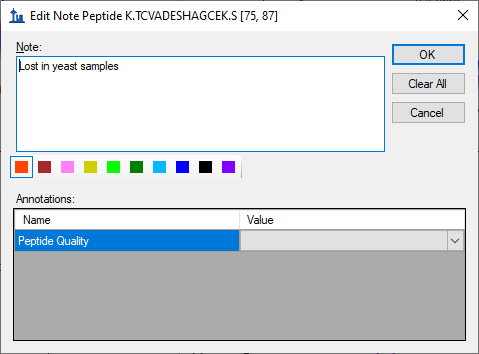 Edit Note Peptide K.TCVADESHAGCEK.S [75, 87]
Note:
Lost in yeast samples
OK
Clear All
Cancel
Annotations:
Name Value
Peptide Quality